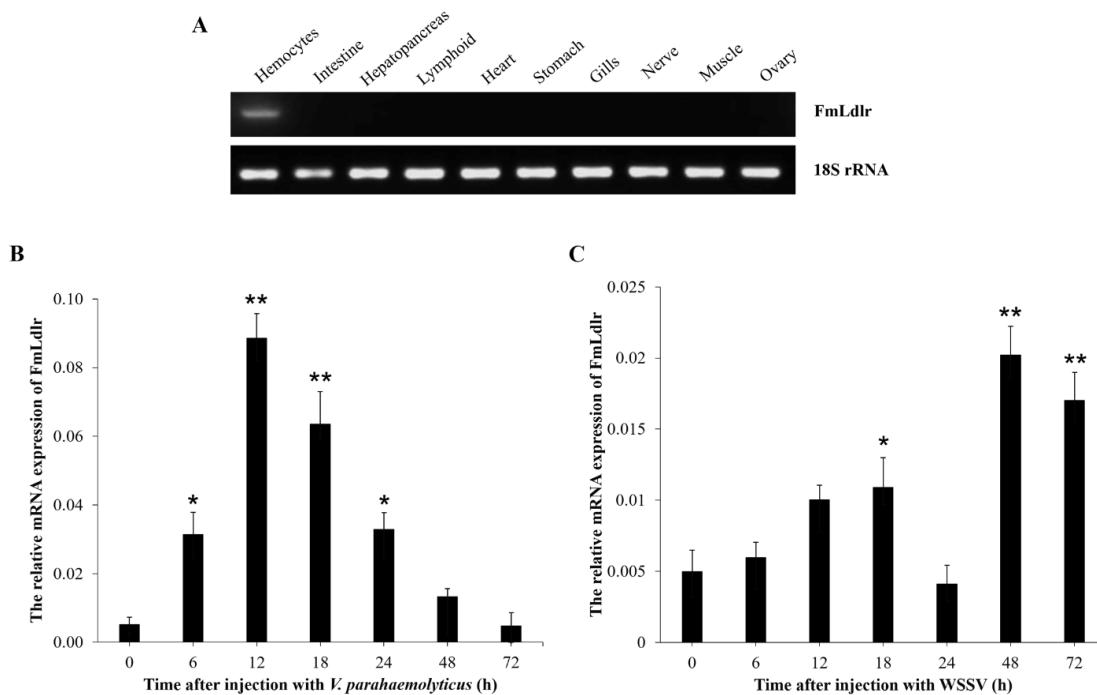 A
Hemocytes Intestine Hepatopancreas Lymphoid Heart Stomach Gills Nerve Muscle Ovary
FmLdlr
18S rRNA
B
The relative mRNA expression of FmLdlr
0.10
0.08
0.06
0.04
0.02
0.00
*
**
**
*
0 6 12 18 24 48 72
Time after injection with V. parahaemolyticus (h)
C
The relative mRNA expression of FmLdlr
0.025
0.02
0.015
0.01
0.005
0
*
**
**
0 6 12 18 24 48 72
Time after injection with WSSV (h)